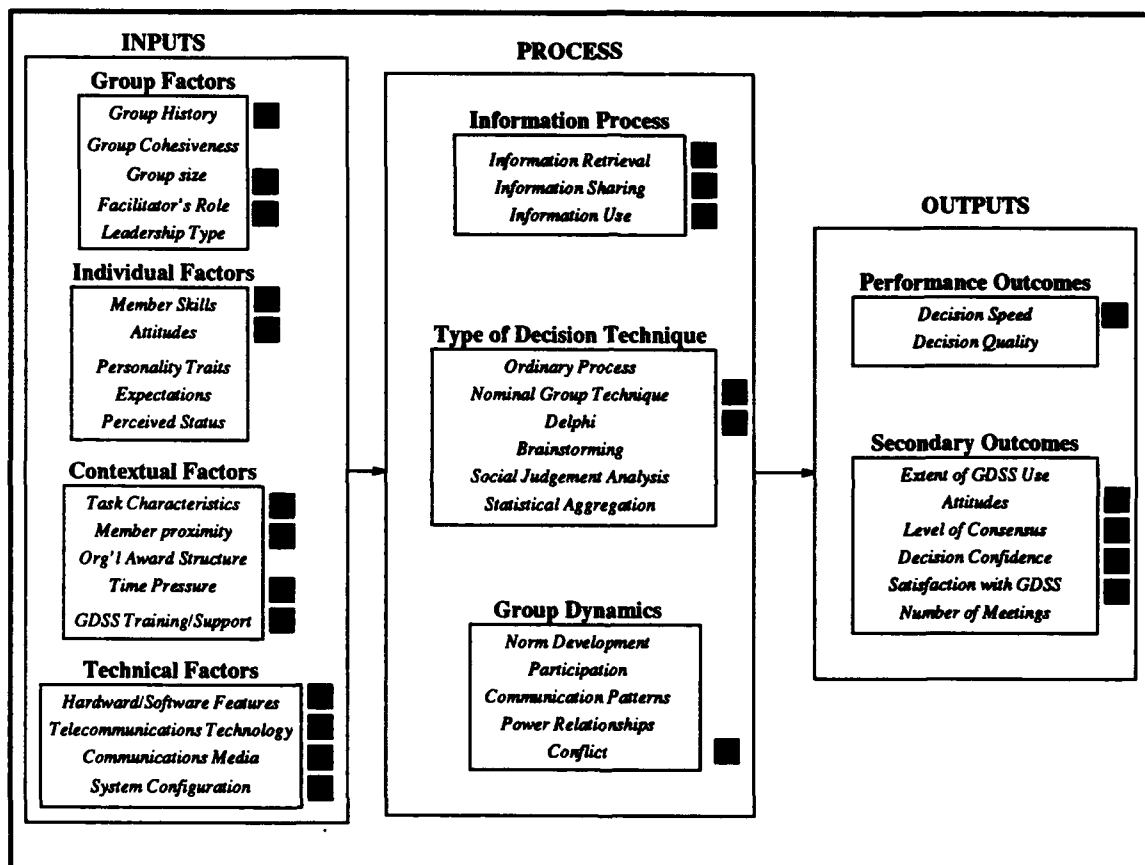 INPUTS
Group Factors
Group History
Group Cohesiveness
Group size
Facilitator's Role
Leadership Type
Individual Factors
Member Skills
Attitudes
Personality Traits
Expectations
Perceived Status
Contextual Factors
Task Characteristics
Member proximity
Org'l Award Structure
Time Pressure
GDSS Training/Support
Technical Factors
Hardward/Software Features
Telecommunications Technology
Communications Media
System Configuration
PROCESS
Information Process
Information Retrieval
Information Sharing
Information Use
Type of Decision Technique
Ordinary Process
Nominal Group Technique
Delphi
Brainstorming
Social Judgement Analysis
Statistical Aggregation
Group Dynamics
Norm Development
Participation
Communication Patterns
Power Relationships
Conflict
OUTPUTS
Performance Outcomes
Decision Speed
Decision Quality
Secondary Outcomes
Extent of GDSS Use
Attitudes
Level of Consensus
Decision Confidence
Satisfaction with GDSS
Number of Meetings